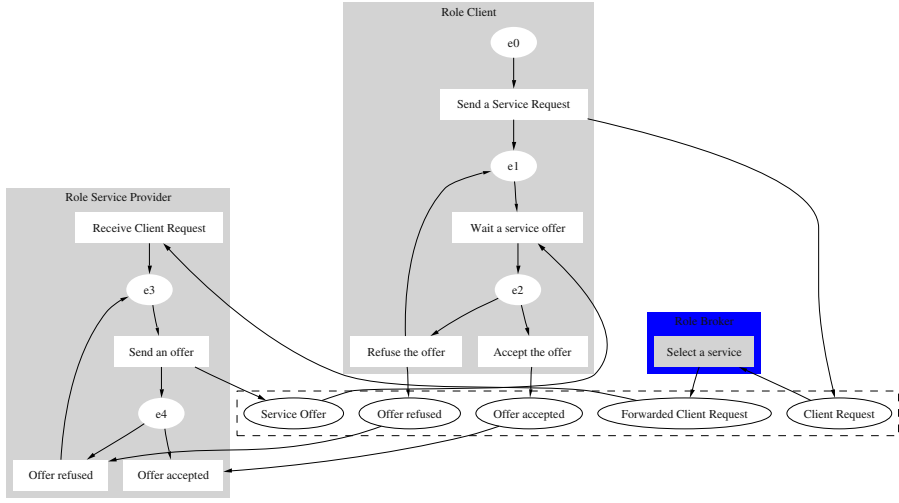 Role Client
e0
Send a Service Request
e1
Role Service Provider
Receive Client Request
Wait a service offer
e3
e2
Role Broker
Send an offer
Refuse the offer
Accept the offer
Select a service
e4
Service Offer
Offer refused
Offer accepted
Forwarded Client Request
Client Request
Offer refused
Offer accepted